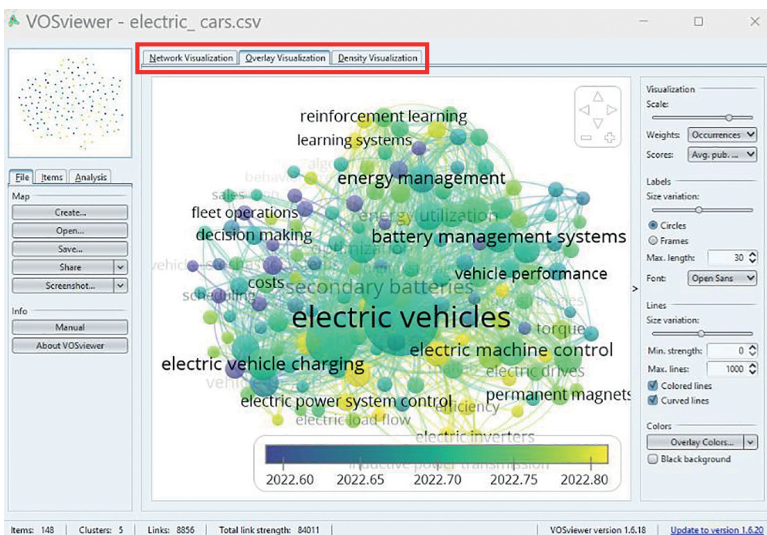 VOSviewer - electric_ cars.csv
Network Visualization Overlay Visualization Density Visualization
File Items Analysis
Map
Create...
Open...
Save...
Share
Screenshot...
Info
Manual
About VOSviewer
reinforcement learning
learning systems
energy management
sales
fleet operations
energy utilization
decision making
battery management systems
vehicle performance
costs
secondary batteries
scheduling
electric vehicles
torque
electric machine control
electric vehicle charging
electric drives
permanent magnets
electric power system control
efficiency
electric load flow
electric inverters
inductive power transmission
2022.60 2022.65 2022.70 2022.75 2022.80
>
Visualization
Scale:
Weights: Occurrences
Scores: Avg. pub. ...
Labels
Size variation:
Circles
Frames
Max. length: 30
Font: Open Sans
Lines
Size variation:
Min. strength: 0
Max. lines: 1000
Colored lines
Curved lines
Colors
Overlay Colors...
Black background
Items: 148 Clusters: 5 Links: 8856 Total link strength: 84011 VOSviewer version 1.6.18 Update to version 1.6.20